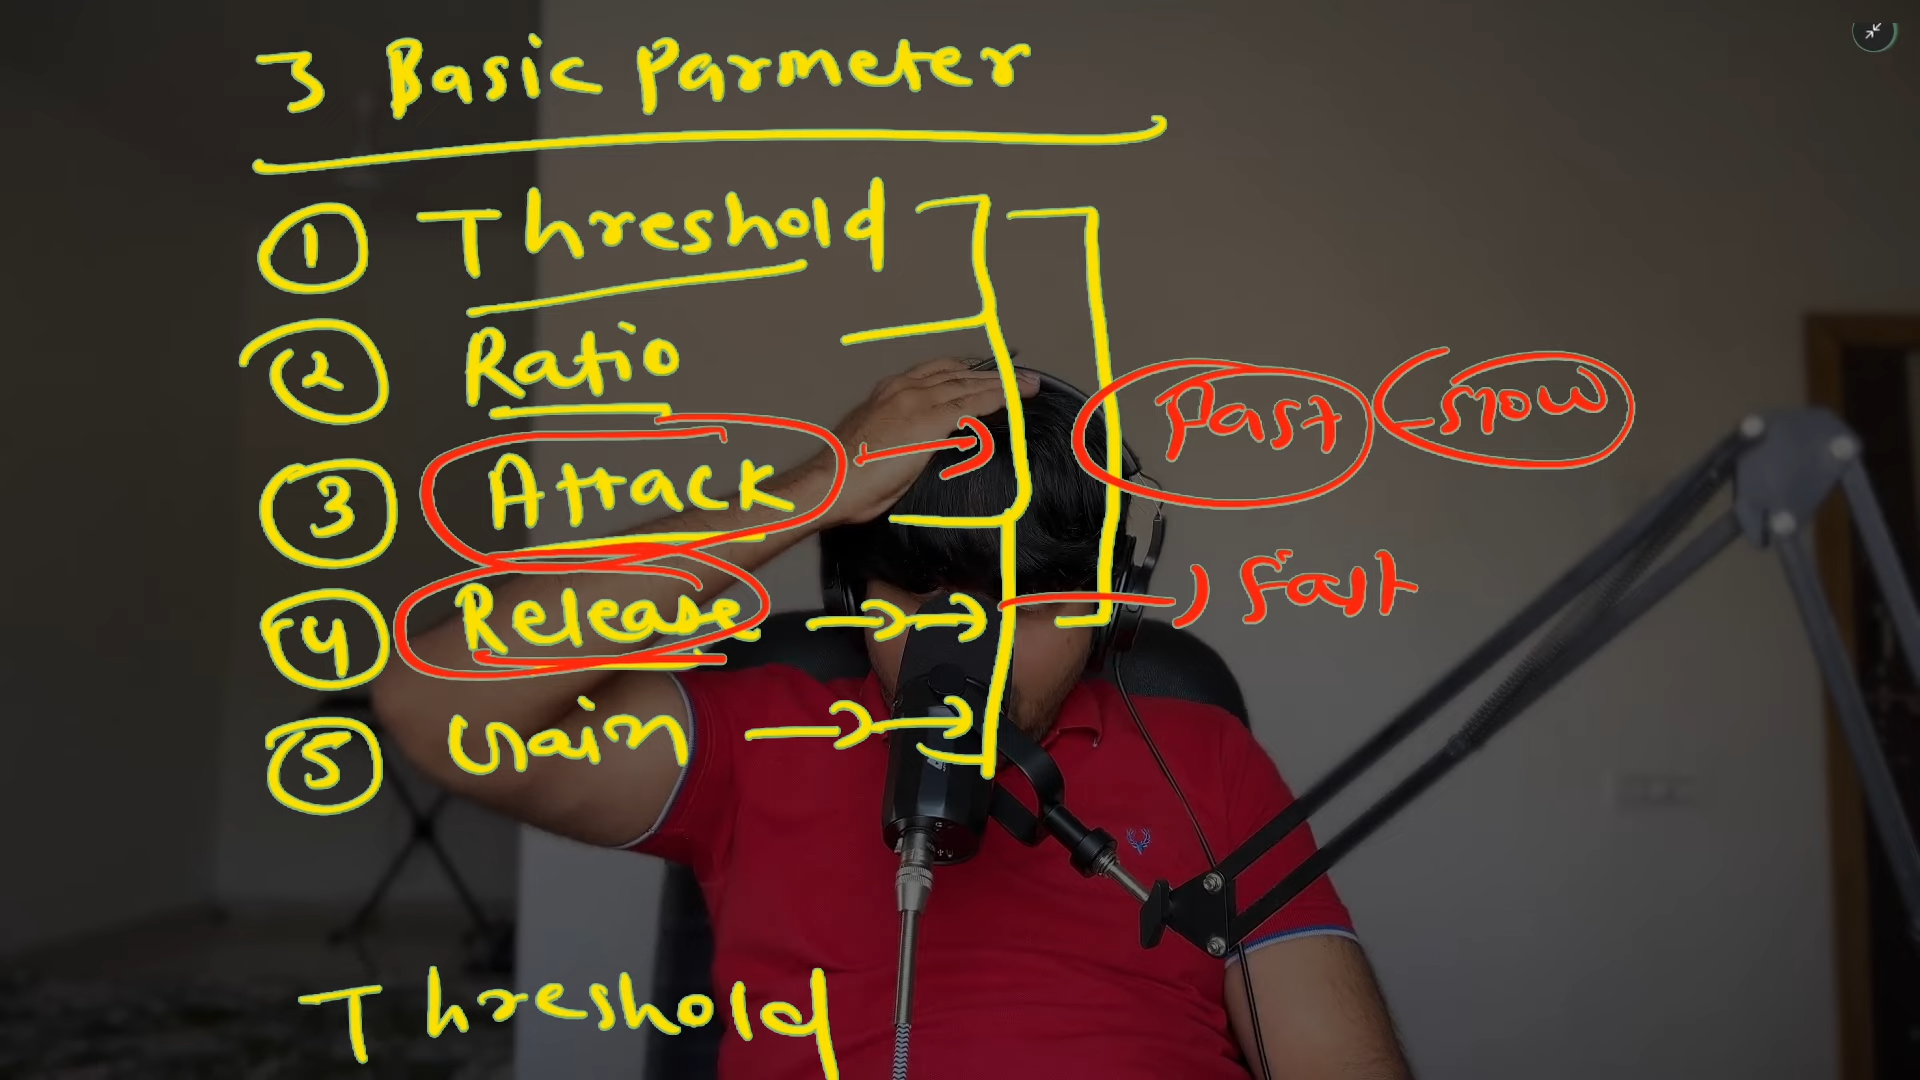 3 Basic Parmeter
1 Threshold
2 Ratio
3 Attack → Fast slow
4 Release →→ → fast
5 Gain →→
Threshold